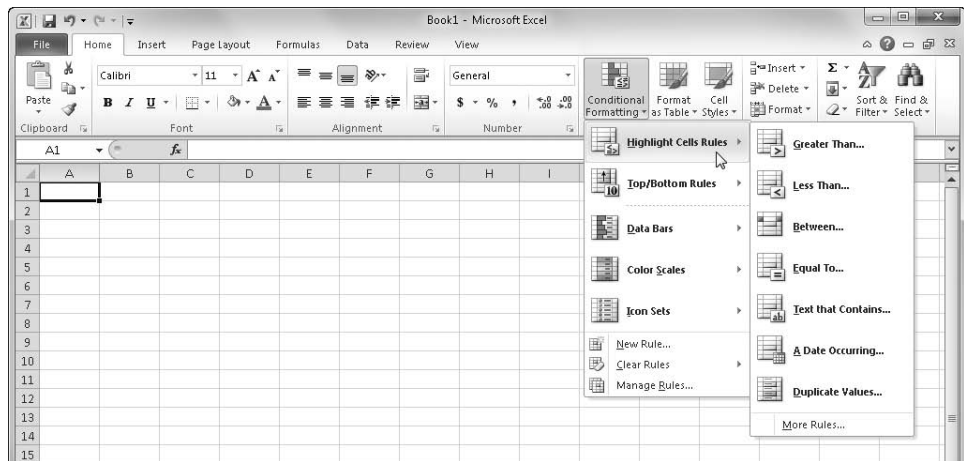 Book1 - Microsoft Excel
File Home Insert Page Layout Formulas Data Review View
Paste
Clipboard
Calibri 11 A A
B I U A
Font
Alignment
General
$ % , .00 .00
Number
Conditional Formatting
Format as Table
Cell Styles
Insert
Delete
Format
Σ
Sort & Filter
Find & Select
A1 fx
A B C D E F G H I
1
2
3
4
5
6
7
8
9
10
11
12
13
14
15
Highlight Cells Rules
Top/Bottom Rules
Data Bars
Color Scales
Icon Sets
New Rule...
Clear Rules
Manage Rules...
Greater Than...
Less Than...
Between...
Equal To...
Text that Contains...
A Date Occurring...
Duplicate Values...
More Rules...